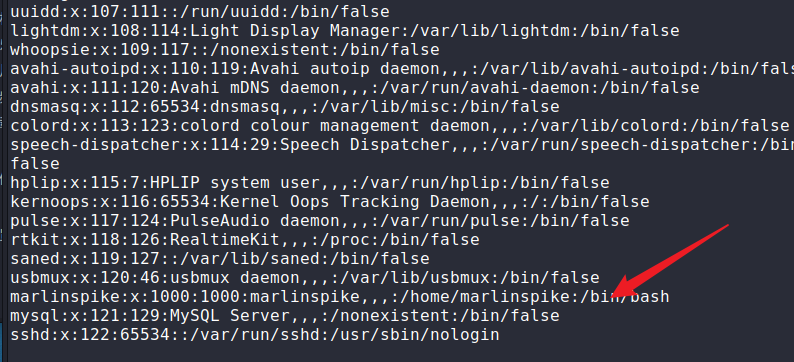 uuidd:x:107:111::/run/uuidd:/bin/false
lightdm:x:108:114:Light Display Manager:/var/lib/lightdm:/bin/false
whoopsie:x:109:117::/nonexistent:/bin/false
avahi-autoipd:x:110:119:Avahi autoip daemon,,,:/var/lib/avahi-autoipd:/bin/fals
avahi:x:111:120:Avahi mDNS daemon,,,:/var/run/avahi-daemon:/bin/false
dnsmasq:x:112:65534:dnsmasq,,,:/var/lib/misc:/bin/false
colord:x:113:123:colord colour management daemon,,,:/var/lib/colord:/bin/false
speech-dispatcher:x:114:29:Speech Dispatcher,,,:/var/run/speech-dispatcher:/bin
false
hplip:x:115:7:HPLIP system user,,,:/var/run/hplip:/bin/false
kernoops:x:116:65534:Kernel Oops Tracking Daemon,,,:/:/bin/false
pulse:x:117:124:PulseAudio daemon,,,:/var/run/pulse:/bin/false
rtkit:x:118:126:RealtimeKit,,,:/proc:/bin/false
saned:x:119:127::/var/lib/saned:/bin/false
usbmux:x:120:46:usbmux daemon,,,:/var/lib/usbmux:/bin/false
marlinspike:x:1000:1000:marlinspike,,,:/home/marlinspike:/bin/bash
mysql:x:121:129:MySQL Server,,,:/nonexistent:/bin/false
sshd:x:122:65534::/var/run/sshd:/usr/sbin/nologin